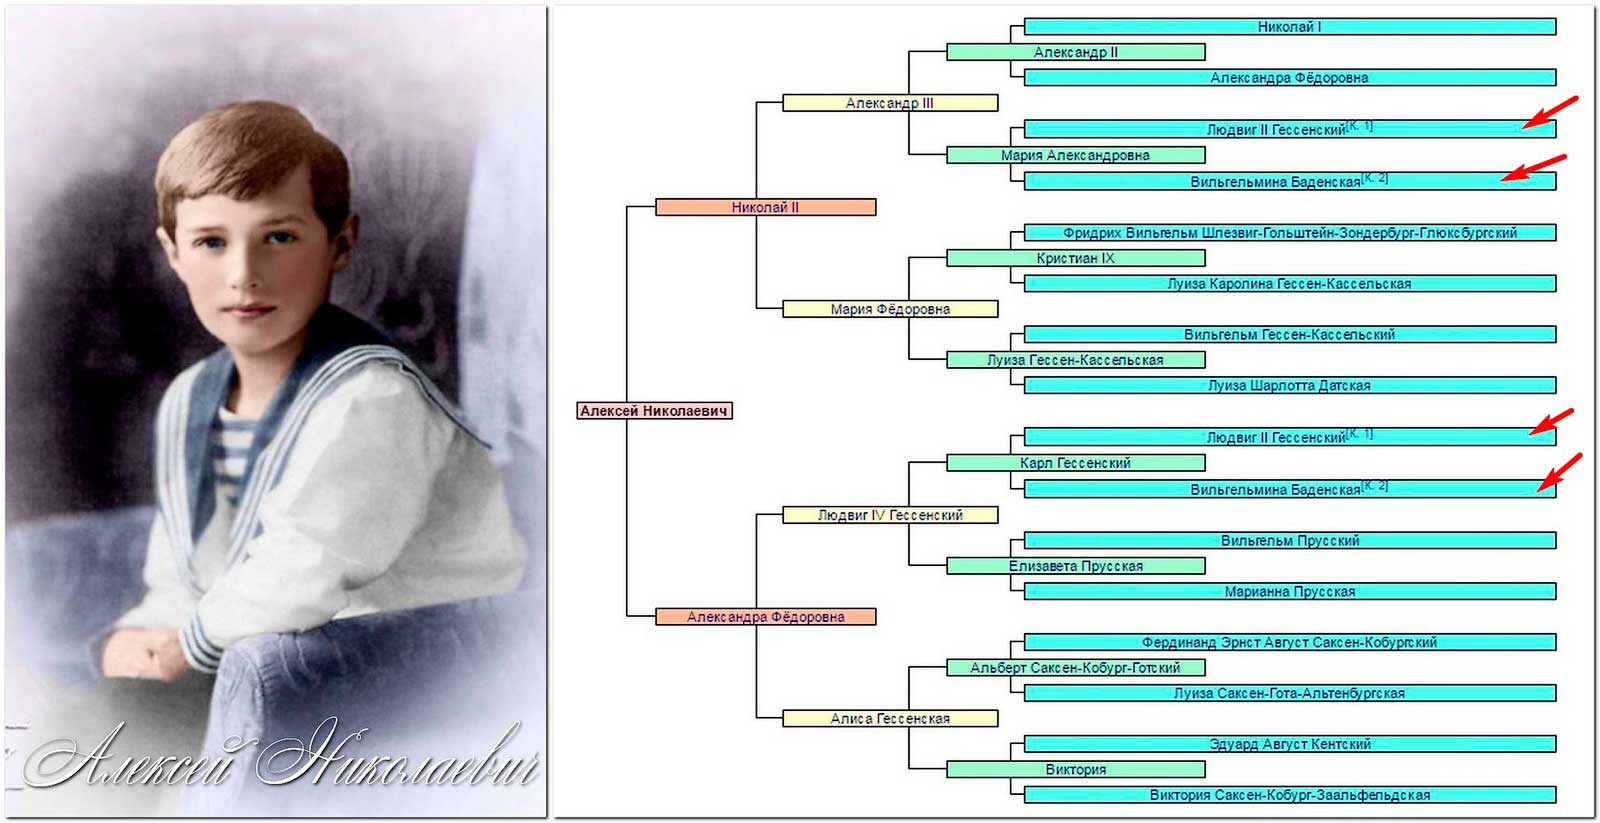 Алексей Николаевич
Николай I
Александр II
Александра Фёдоровна
Александр III
Людвиг II Гессенский[К. 1]
Мария Александровна
Вильгельмина Баденская[К. 2]
Николай II
Фридрих Вильгельм Шлезвиг-Гольштейн-Зондербург-Глюксбургский
Кристиан IX
Луиза Каролина Гессен-Кассельская
Мария Фёдоровна
Вильгельм Гессен-Кассельский
Луиза Гессен-Кассельская
Луиза Шарлотта Датская
Алексей Николаевич
Людвиг II Гессенский[К. 1]
Карл Гессенский
Вильгельмина Баденская[К. 2]
Людвиг IV Гессенский
Вильгельм Прусский
Елизавета Прусская
Марианна Прусская
Александра Фёдоровна
Фердинанд Эрнст Август Саксен-Кобургский
Альберт Саксен-Кобург-Готский
Луиза Саксен-Гота-Альтенбургская
Алиса Гессенская
Эдуард Август Кентский
Виктория
Виктория Саксен-Кобург-Заальфельдская